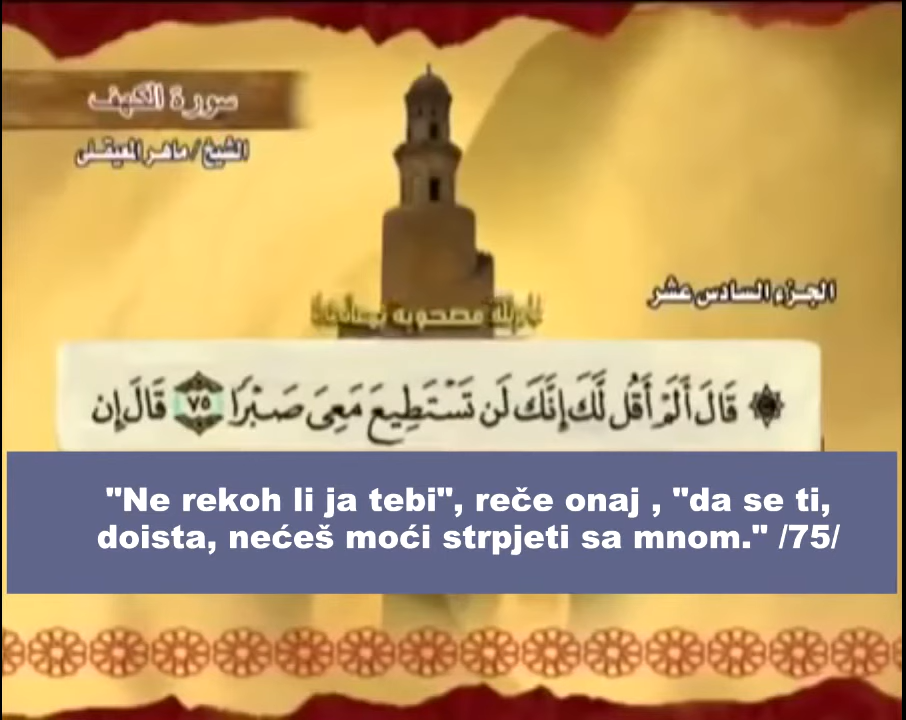 سورة الكهف
الشيخ / ماهر المعيقلى
الجزء السادس عشر
۞ قَالَ أَلَمْ أَقُل لَّكَ إِنَّكَ لَن تَسْتَطِيعَ مَعِىَ صَبْرًا ٧٥ قَالَ إِن
"Ne rekoh li ja tebi", reče onaj , "da se ti,
doista, nećeš moći strpjeti sa mnom." /75/